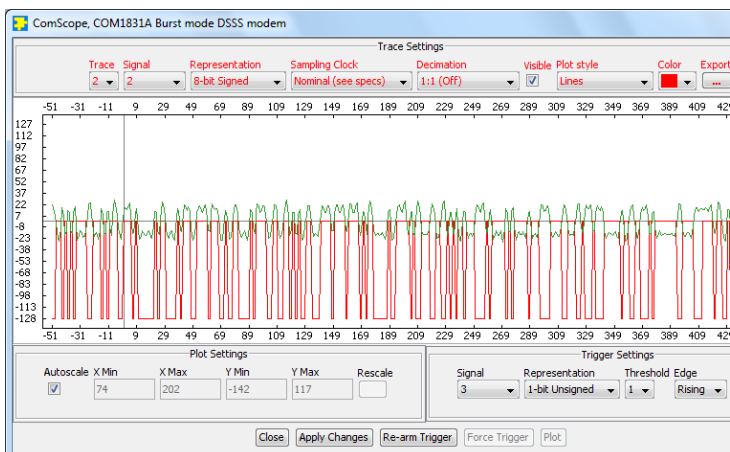 ComScope, COM1831A Burst mode DSSS modem
Trace Settings
Trace Signal Representation Sampling Clock Decimation Visible Plot style Color Export
2 2 8-bit Signed Nominal (see specs) 1:1 (Off) Lines ...
-51 -31 -11 9 29 49 69 89 109 129 149 169 189 209 229 249 269 289 309 329 349 369 389 409 429
127
112
97
82
67
52
37
22
7
-8
-23
-38
-53
-68
-83
-98
-113
-128
-51 -31 -11 9 29 49 69 89 109 129 149 169 189 209 229 249 269 289 309 329 349 369 389 409 429
Plot Settings
Autoscale X Min X Max Y Min Y Max Rescale
74 202 -142 117
Trigger Settings
Signal Representation Threshold Edge
3 1-bit Unsigned 1 Rising
Close Apply Changes Re-arm Trigger Force Trigger Plot